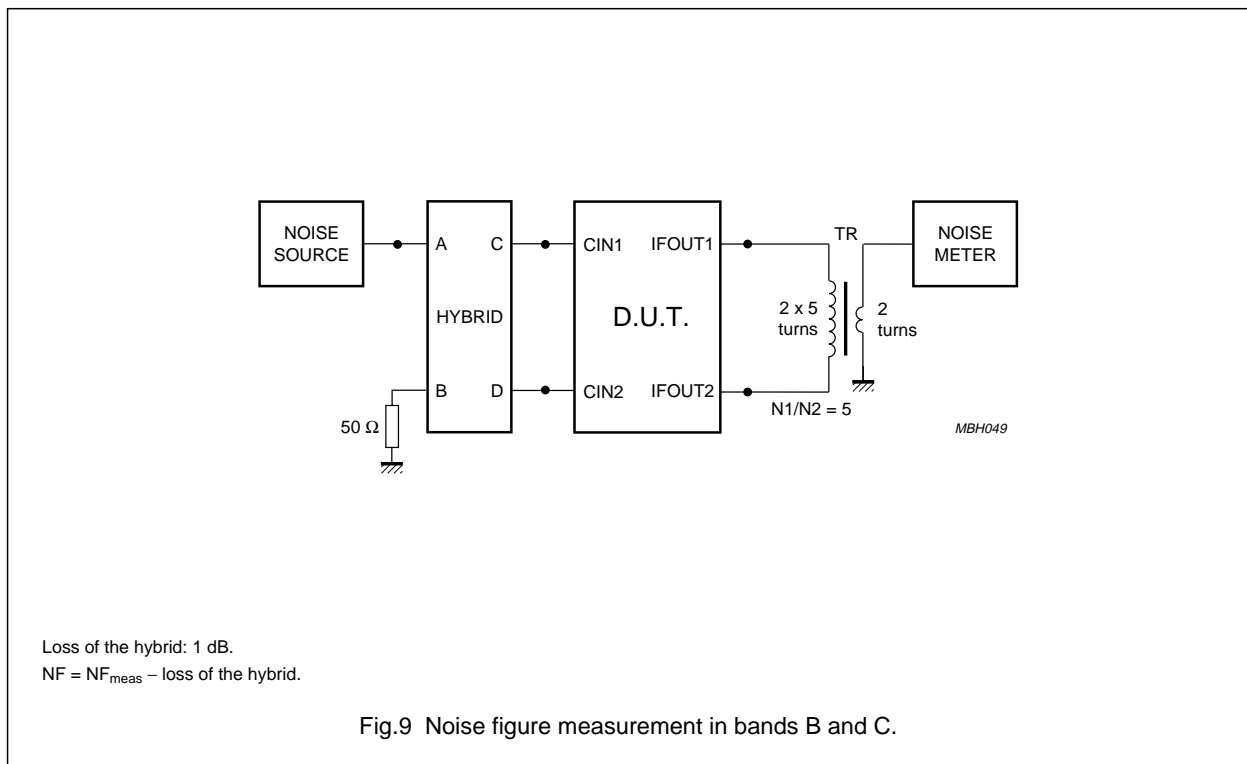 NOISE
SOURCE
A
C
HYBRID
B
D
50 Ω
CIN1
IFOUT1
D.U.T.
CIN2
IFOUT2
TR
2 x 5
turns
2
turns
N1/N2 = 5
NOISE
METER
MBH049
Loss of the hybrid: 1 dB.
NF = NFmeas − loss of the hybrid.
Fig.9 Noise figure measurement in bands B and C.